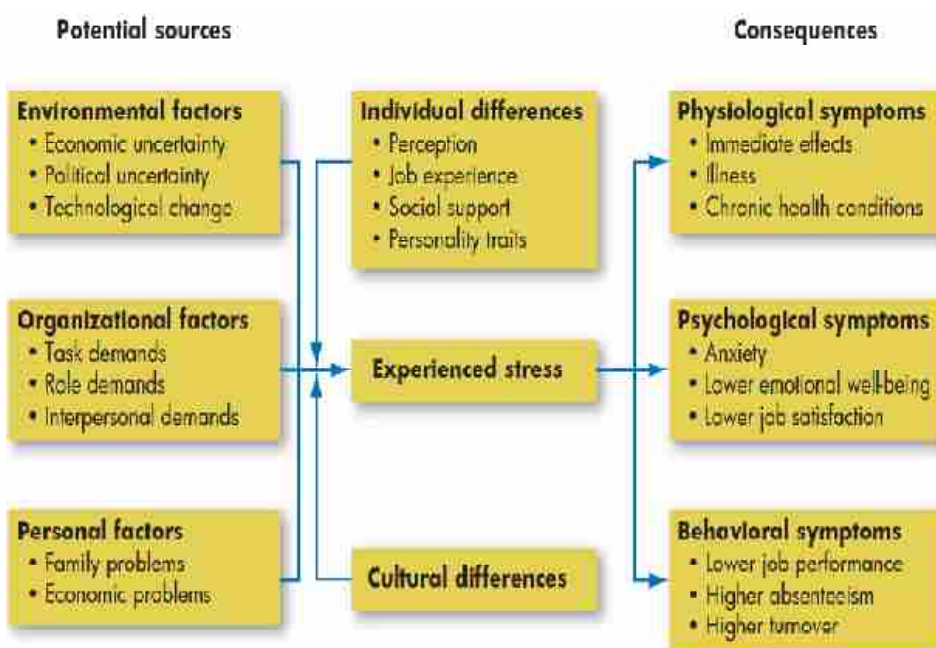 Potential sources
Consequences
Environmental factors
• Economic uncertainty
• Political uncertainty
• Technological change
Individual differences
• Perception
• Job experience
• Social support
• Personality traits
Physiological symptoms
• Immediate effects
• Illness
• Chronic health conditions
Organizational factors
• Task demands
• Role demands
• Interpersonal demands
Experienced stress
Psychological symptoms
• Anxiety
• Lower emotional well-being
• Lower job satisfaction
Personal factors
• Family problems
• Economic problems
Cultural differences
Behavioral symptoms
• Lower job performance
• Higher absenteeism
• Higher turnover